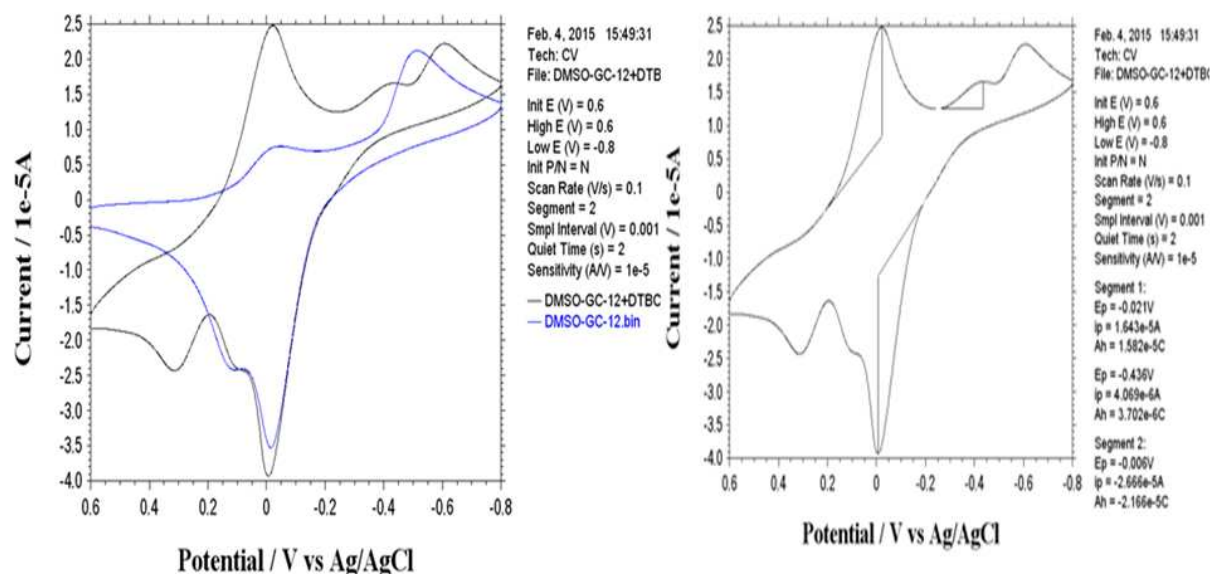 2.5
2.0
1.5
1.0
0.5
0
-0.5
-1.0
-1.5
-2.0
-2.5
-3.0
-3.5
-4.0
Current / 1e-5A
0.6 0.4 0.2 0 -0.2 -0.4 -0.6 -0.8
Potential / V vs Ag/AgCl
Feb. 4, 2015 15:49:31
Tech: CV
File: DMSO-GC-12+DTB
Init E (V) = 0.6
High E (V) = 0.6
Low E (V) = -0.8
Init P/N = N
Scan Rate (V/s) = 0.1
Segment = 2
Smpl Interval (V) = 0.001
Quiet Time (s) = 2
Sensitivity (A/V) = 1e-5
DMSO-GC-12+DTBC
DMSO-GC-12.bin
2.5
2.0
1.5
1.0
0.5
0
-0.5
-1.0
-1.5
-2.0
-2.5
-3.0
-3.5
-4.0
Current / 1e-5A
0.6 0.4 0.2 0 -0.2 -0.4 -0.6 -0.8
Potential / V vs Ag/AgCl
Feb. 4, 2015 15:49:31
Tech: CV
File: DMSO-GC-12+DTBC
Init E (V) = 0.6
High E (V) = 0.6
Low E (V) = -0.8
Init P/N = N
Scan Rate (V/s) = 0.1
Segment = 2
Smpl Interval (V) = 0.001
Quiet Time (s) = 2
Sensitivity (A/V) = 1e-5
Segment 1:
Ep = -0.021V
ip = 1.643e-5A
Ah = 1.582e-5C
Ep = -0.436V
ip = 4.069e-6A
Ah = 3.702e-6C
Segment 2:
Ep = -0.006V
ip = -2.666e-5A
Ah = -2.166e-5C